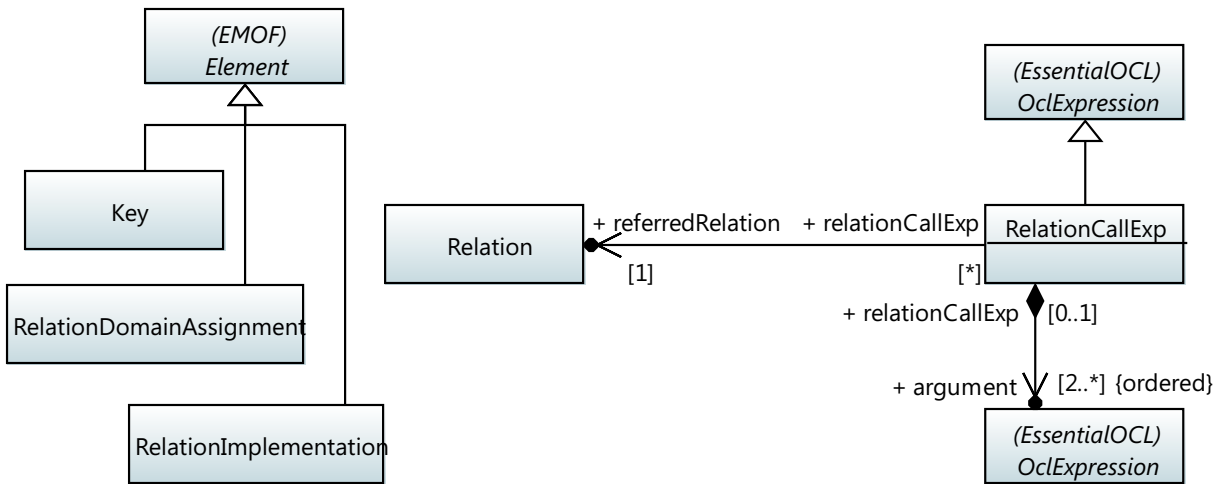 (EMOF)
Element
Key
RelationDomainAssignment
RelationImplementation
(EssentialOCL)
OclExpression
Relation
+ referredRelation
+ relationCallExp
[1]
[*]
RelationCallExp
+ relationCallExp
[0..1]
+ argument
[2..*] {ordered}
(EssentialOCL)
OclExpression